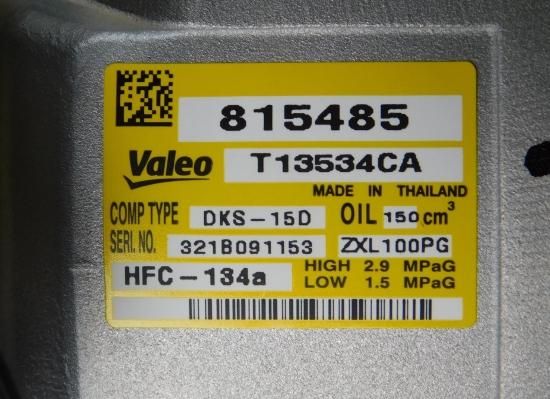 815485
Valeo T13534CA
MADE IN THAILAND
COMP TYPE DKS-15D OIL 150 cm³
SERI. NO. 321B091153 ZXL100PG
HFC-134a HIGH 2.9 MPaG
LOW 1.5 MPaG